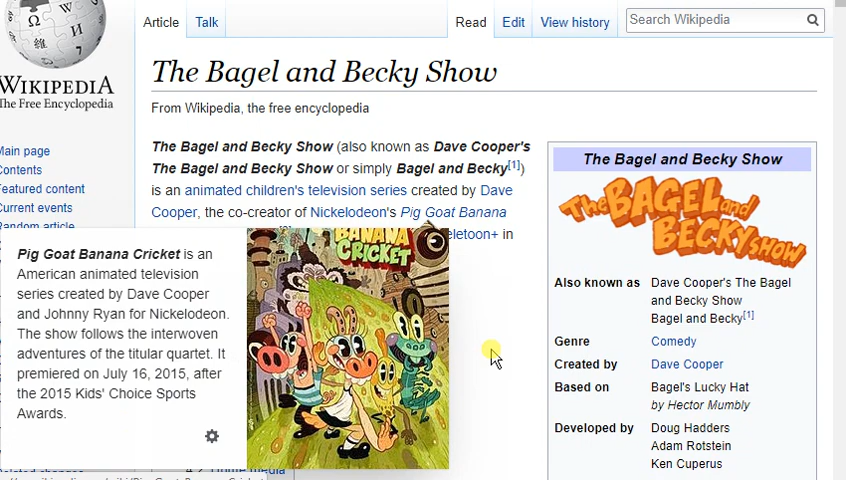 Article
Talk
Read
Edit
View history
Search Wikipedia
WIKIPEDIA
The Free Encyclopedia
The Bagel and Becky Show
From Wikipedia, the free encyclopedia
Main page
Contents
Featured content
Current events
Random article
The Bagel and Becky Show (also known as Dave Cooper's
The Bagel and Becky Show or simply Bagel and Becky[1])
is an animated children's television series created by Dave
Cooper, the co-creator of Nickelodeon's Pig Goat Banana
eletoon+ in
Pig Goat Banana Cricket is an
American animated television
series created by Dave Cooper
and Johnny Ryan for Nickelodeon.
The show follows the interwoven
adventures of the titular quartet. It
premiered on July 16, 2015, after
the 2015 Kids' Choice Sports
Awards.
BANANA
CRICKET
The Bagel and Becky Show
The BAGEL and
BECKY SHOW
Also known as Dave Cooper's The Bagel
and Becky Show
Bagel and Becky[1]
Genre Comedy
Created by Dave Cooper
Based on Bagel's Lucky Hat
by Hector Mumbly
Developed by Doug Hadders
Adam Rotstein
Ken Cuperus